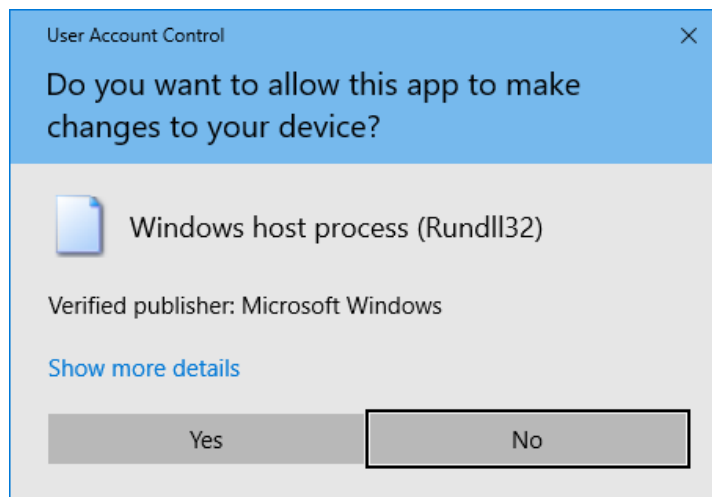 User Account Control
Do you want to allow this app to make
changes to your device?
Windows host process (Rundll32)
Verified publisher: Microsoft Windows
Show more details
Yes
No